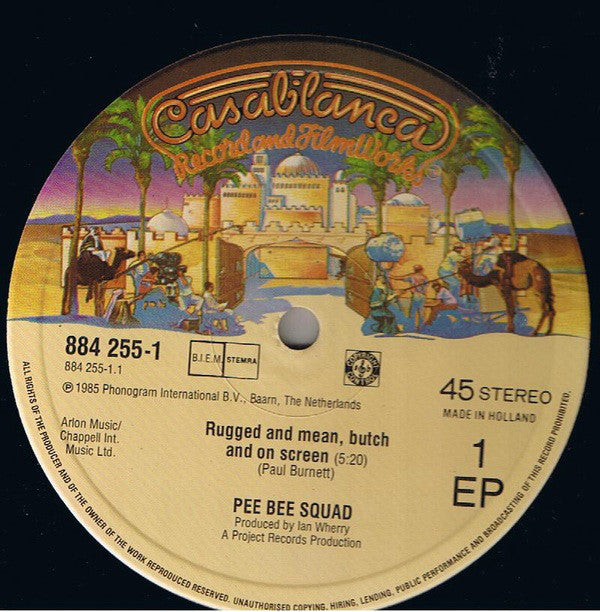 Casablanca
Record and FilmWorks
884 255-1
884 255-1.1
B.I.E.M. STEMRA
COPYRIGHT CONTROL
℗ 1985 Phonogram International B.V., Baarn, The Netherlands
45 STEREO
MADE IN HOLLAND
Arlon Music/
Chappell Int.
Music Ltd.
Rugged and mean, butch
and on screen (5:20)
(Paul Burnett)
1
EP
PEE BEE SQUAD
Produced by Ian Wherry
A Project Records Production
ALL RIGHTS OF THE PRODUCER AND OF THE OWNER OF THE WORK REPRODUCED RESERVED. UNAUTHORISED COPYING, HIRING, LENDING, PUBLIC PERFORMANCE AND BROADCASTING OF THIS RECORD PROHIBITED.